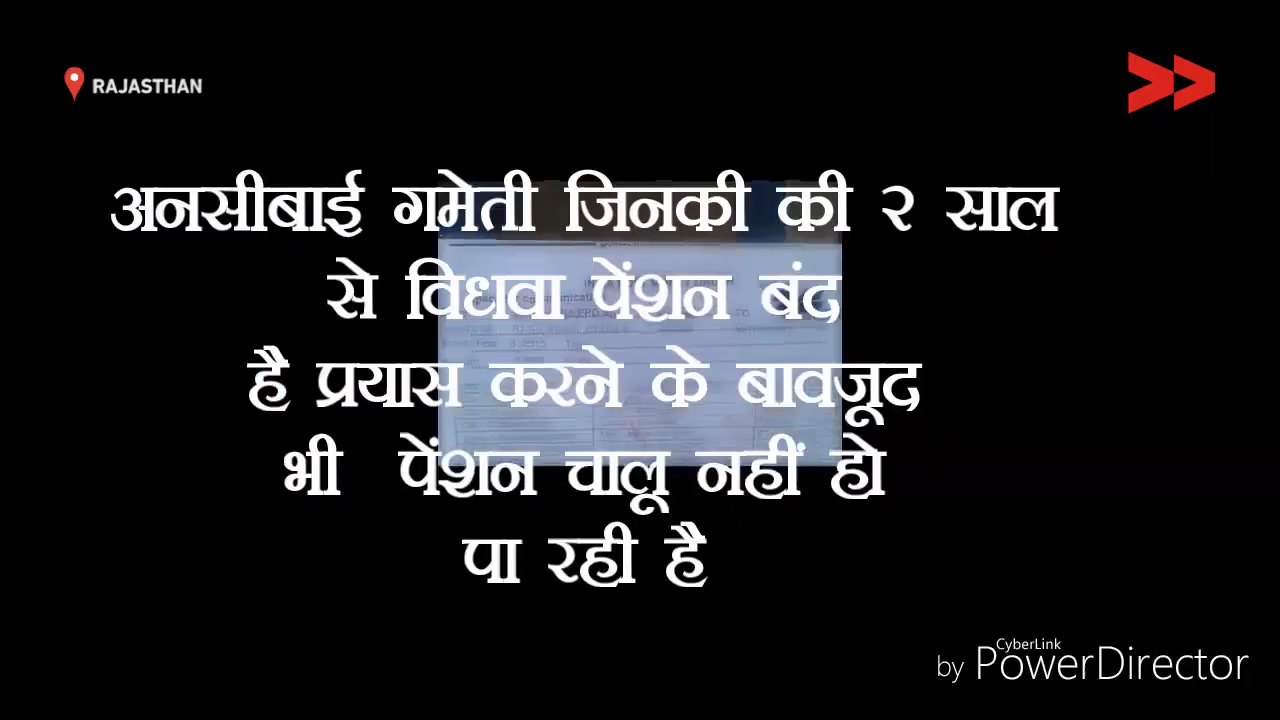 RAJASTHAN
अनसीबाई गमेती जिनकी की २ साल
से विधवा पेंशन बंद
है प्रयास करने के बावजूद
भी पेंशन चालू नहीं हो
पा रही है
CyberLink
by PowerDirector